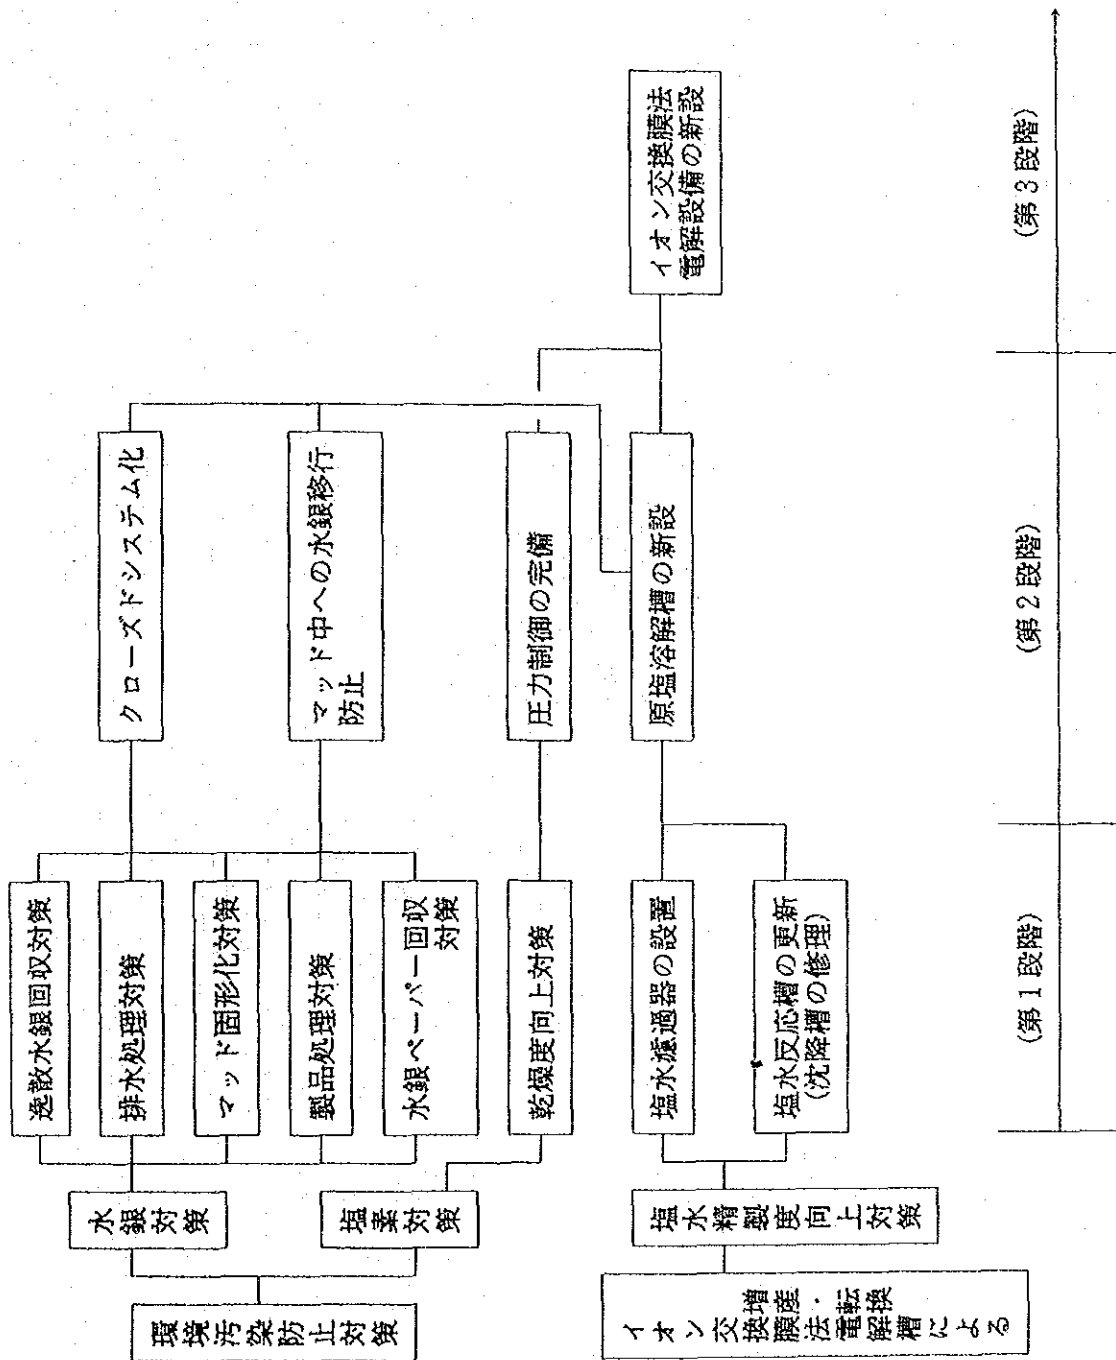 環境汚染防止対策
水銀対策
塩素対策
逸散水銀回収対策
排水処理対策
マッド固形化対策
製品処理対策
水銀ベーパー回収
対策
乾燥度向上対策
クローズドシステム化
マッド中への水銀移行
防止
圧力制御の完備
イオン交換膜法電解槽による
増産・転換
塩水精製度向上対策
塩水濾過器の設置
塩水反応槽の更新
(沈降槽の修理)
原塩溶解槽の新設
イオン交換膜法
電解設備の新設
(第1段階)
(第2段階)
(第3段階)